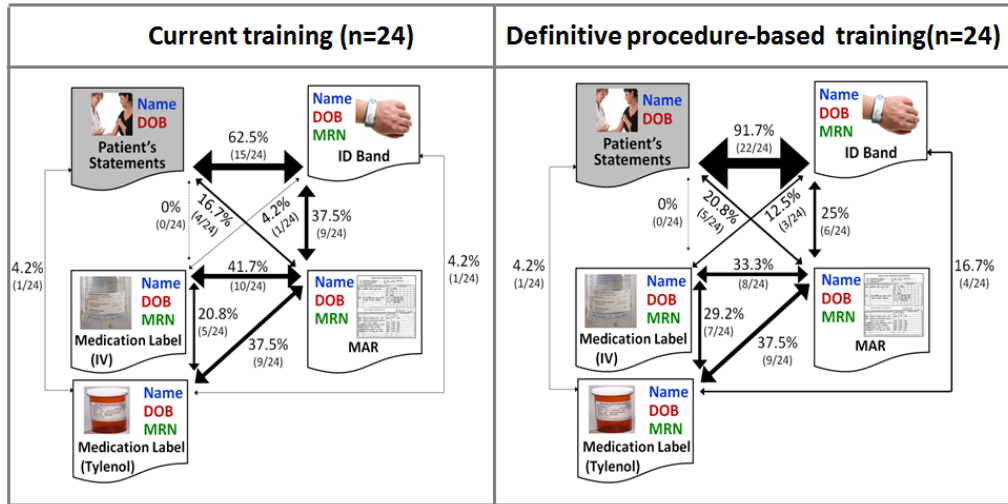 Current training (n=24)
Definitive procedure-based training(n=24)
Name
DOB
Patient's
Statements
Name
DOB
MRN
ID Band
62.5%
(15/24)
0%
(0/24)
16.7%
(4/24)
4.2%
(1/24)
37.5%
(9/24)
4.2%
(1/24)
41.7%
(10/24)
4.2%
(1/24)
Name
DOB
MRN
Medication Label
(IV)
20.8%
(5/24)
37.5%
(9/24)
Name
DOB
MRN
MAR
Name
DOB
MRN
Medication Label
(Tylenol)
Name
DOB
Patient's
Statements
Name
DOB
MRN
ID Band
91.7%
(22/24)
0%
(0/24)
20.8%
(5/24)
12.5%
(3/24)
25%
(6/24)
4.2%
(1/24)
33.3%
(8/24)
16.7%
(4/24)
Name
DOB
MRN
Medication Label
(IV)
29.2%
(7/24)
37.5%
(9/24)
Name
DOB
MRN
MAR
Name
DOB
MRN
Medication Label
(Tylenol)